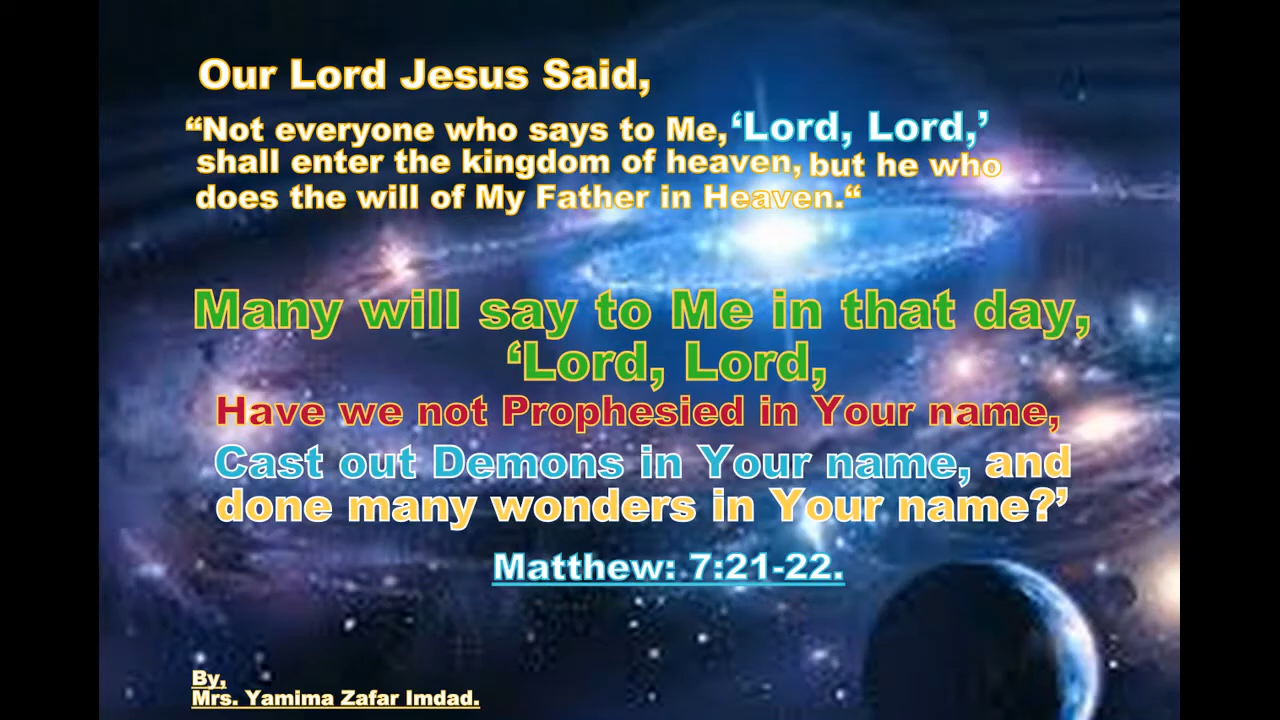 Our Lord Jesus Said,
“Not everyone who says to Me, ‘Lord, Lord,’
shall enter the kingdom of heaven, but he who
does the will of My Father in Heaven.“
Many will say to Me in that day,
‘Lord, Lord,
Have we not Prophesied in Your name,
Cast out Demons in Your name, and
done many wonders in Your name?’
Matthew: 7:21-22.
By,
Mrs. Yamima Zafar Imdad.